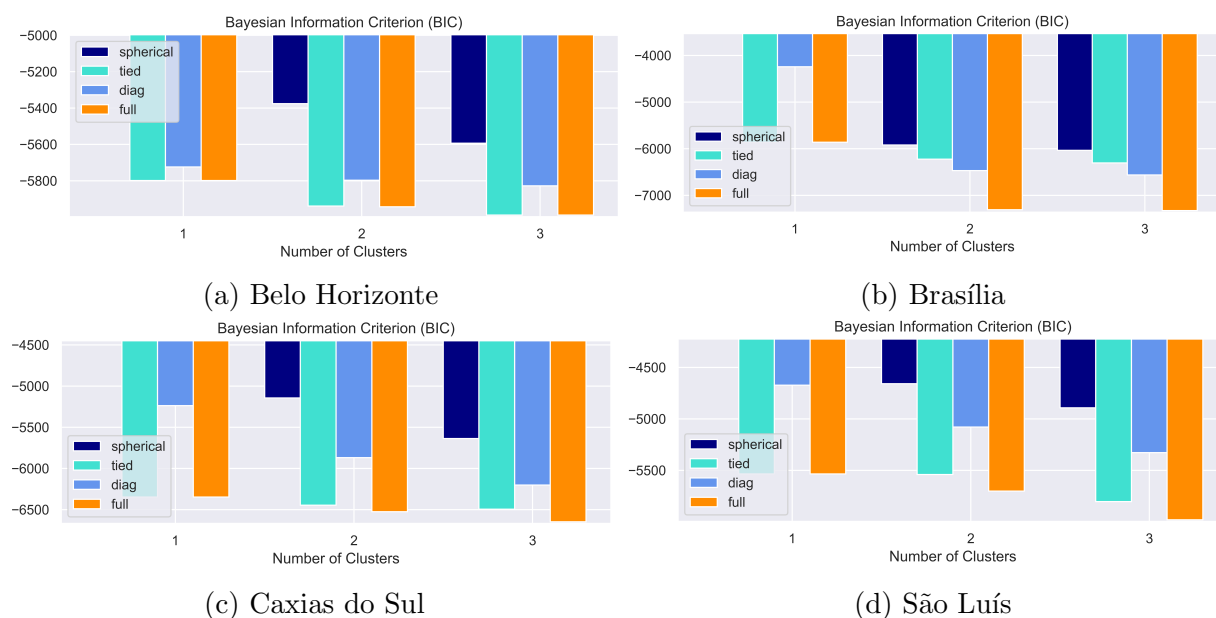 Bayesian Information Criterion (BIC)
−5000
−5200
−5400
−5600
−5800
spherical
tied
diag
full
1
2
3
Number of Clusters
(a) Belo Horizonte
Bayesian Information Criterion (BIC)
−4000
−5000
−6000
−7000
spherical
tied
diag
full
1
2
3
Number of Clusters
(b) Brasília
Bayesian Information Criterion (BIC)
−4500
−5000
−5500
−6000
−6500
spherical
tied
diag
full
1
2
3
Number of Clusters
(c) Caxias do Sul
Bayesian Information Criterion (BIC)
−4500
−5000
−5500
spherical
tied
diag
full
1
2
3
Number of Clusters
(d) São Luís